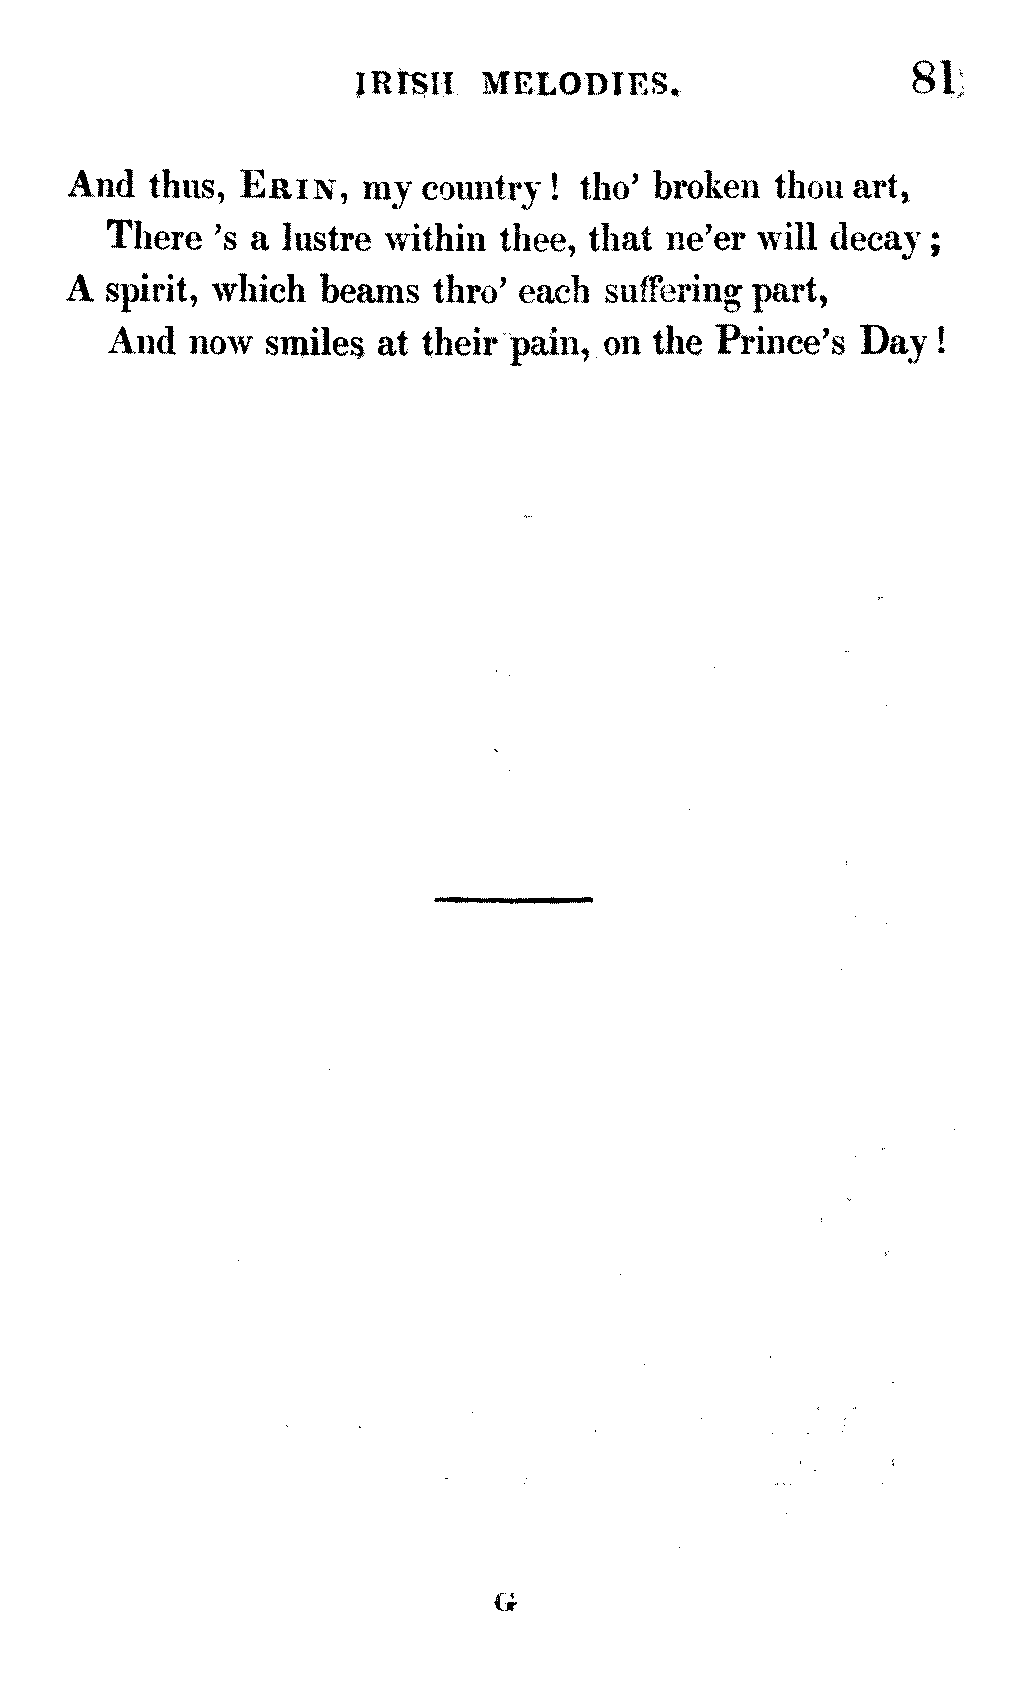 IRISH MELODIES. 81
And thus, ERIN, my country! tho' broken thou art,
There 's a lustre within thee, that ne'er will decay;
A spirit, which beams thro' each suffering part,
And now smiles at their pain, on the Prince's Day!
G